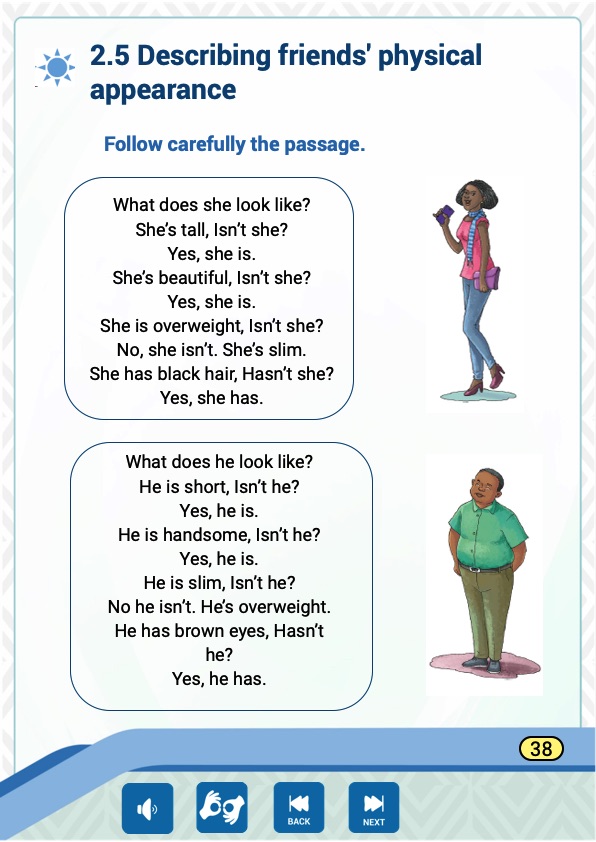 2.5 Describing friends' physical
appearance
Follow carefully the passage.
What does she look like?
She's tall, Isn't she?
Yes, she is.
She's beautiful, Isn't she?
Yes, she is.
She is overweight, Isn't she?
No, she isn't. She's slim.
She has black hair, Hasn't she?
Yes, she has.
What does he look like?
He is short, Isn't he?
Yes, he is.
He is handsome, Isn't he?
Yes, he is.
He is slim, Isn't he?
No he isn't. He's overweight.
He has brown eyes, Hasn't
he?
Yes, he has.
38
BACK
NEXT